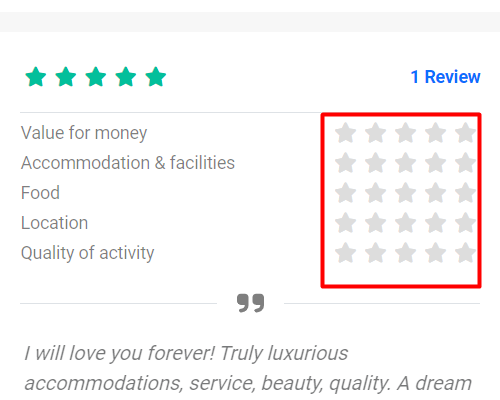 1 Review
Value for money
Accommodation & facilities
Food
Location
Quality of activity
I will love you forever! Truly luxurious
accommodations, service, beauty, quality. A dream